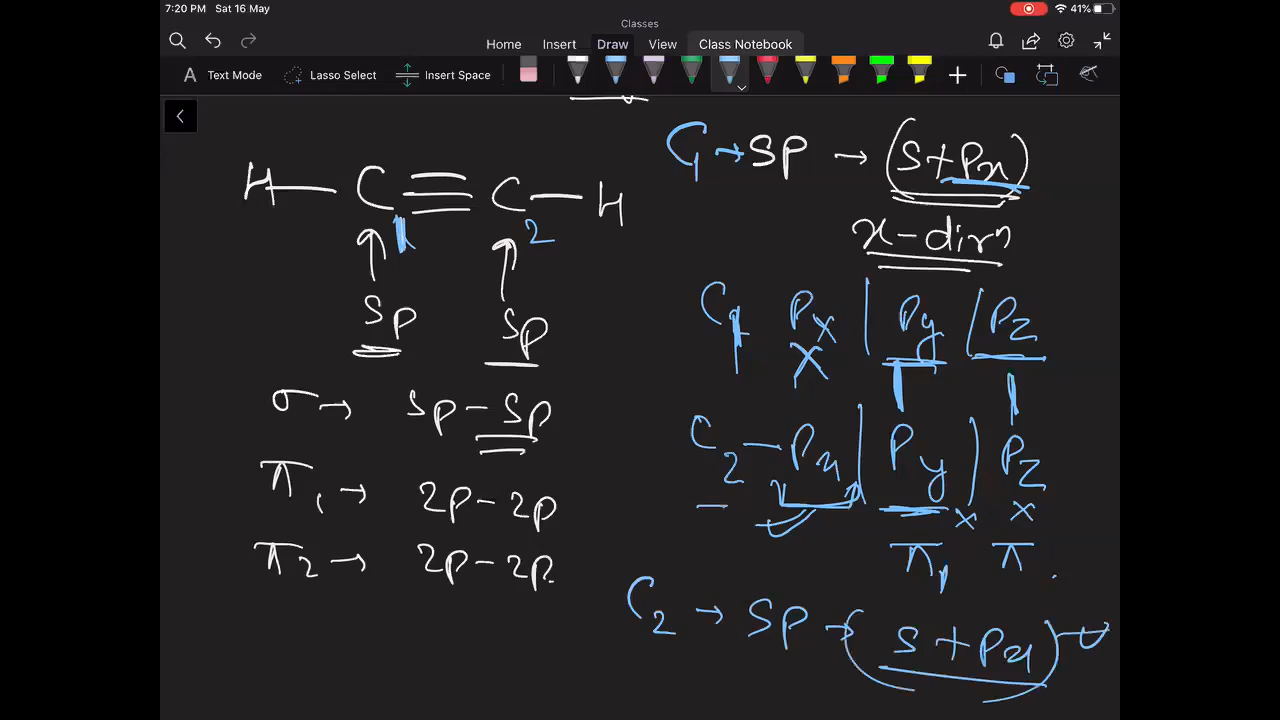 7:20 PM Sat 16 May
41%
Classes
Home Insert Draw View Class Notebook
Text Mode Lasso Select Insert Space
H—C≡C—H
1 2
sp sp
σ → sp - sp
π1 → 2p - 2p
π2 → 2p - 2p
C1 → SP → (s + px)
x - dirn
C1 Px | Py | Pz
X
C2 - Px | Py | Pz
x x
π1 π
C2 → SP → (s + px)